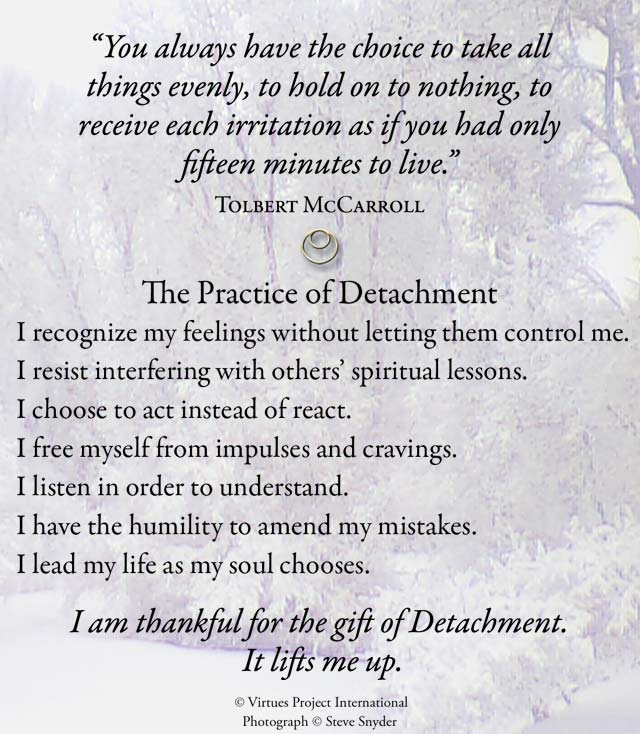 “You always have the choice to take all
things evenly, to hold on to nothing, to
receive each irritation as if you had only
fifteen minutes to live.”
Tolbert McCarroll
The Practice of Detachment
I recognize my feelings without letting them control me.
I resist interfering with others’ spiritual lessons.
I choose to act instead of react.
I free myself from impulses and cravings.
I listen in order to understand.
I have the humility to amend my mistakes.
I lead my life as my soul chooses.
I am thankful for the gift of Detachment.
It lifts me up.
© Virtues Project International
Photograph © Steve Snyder